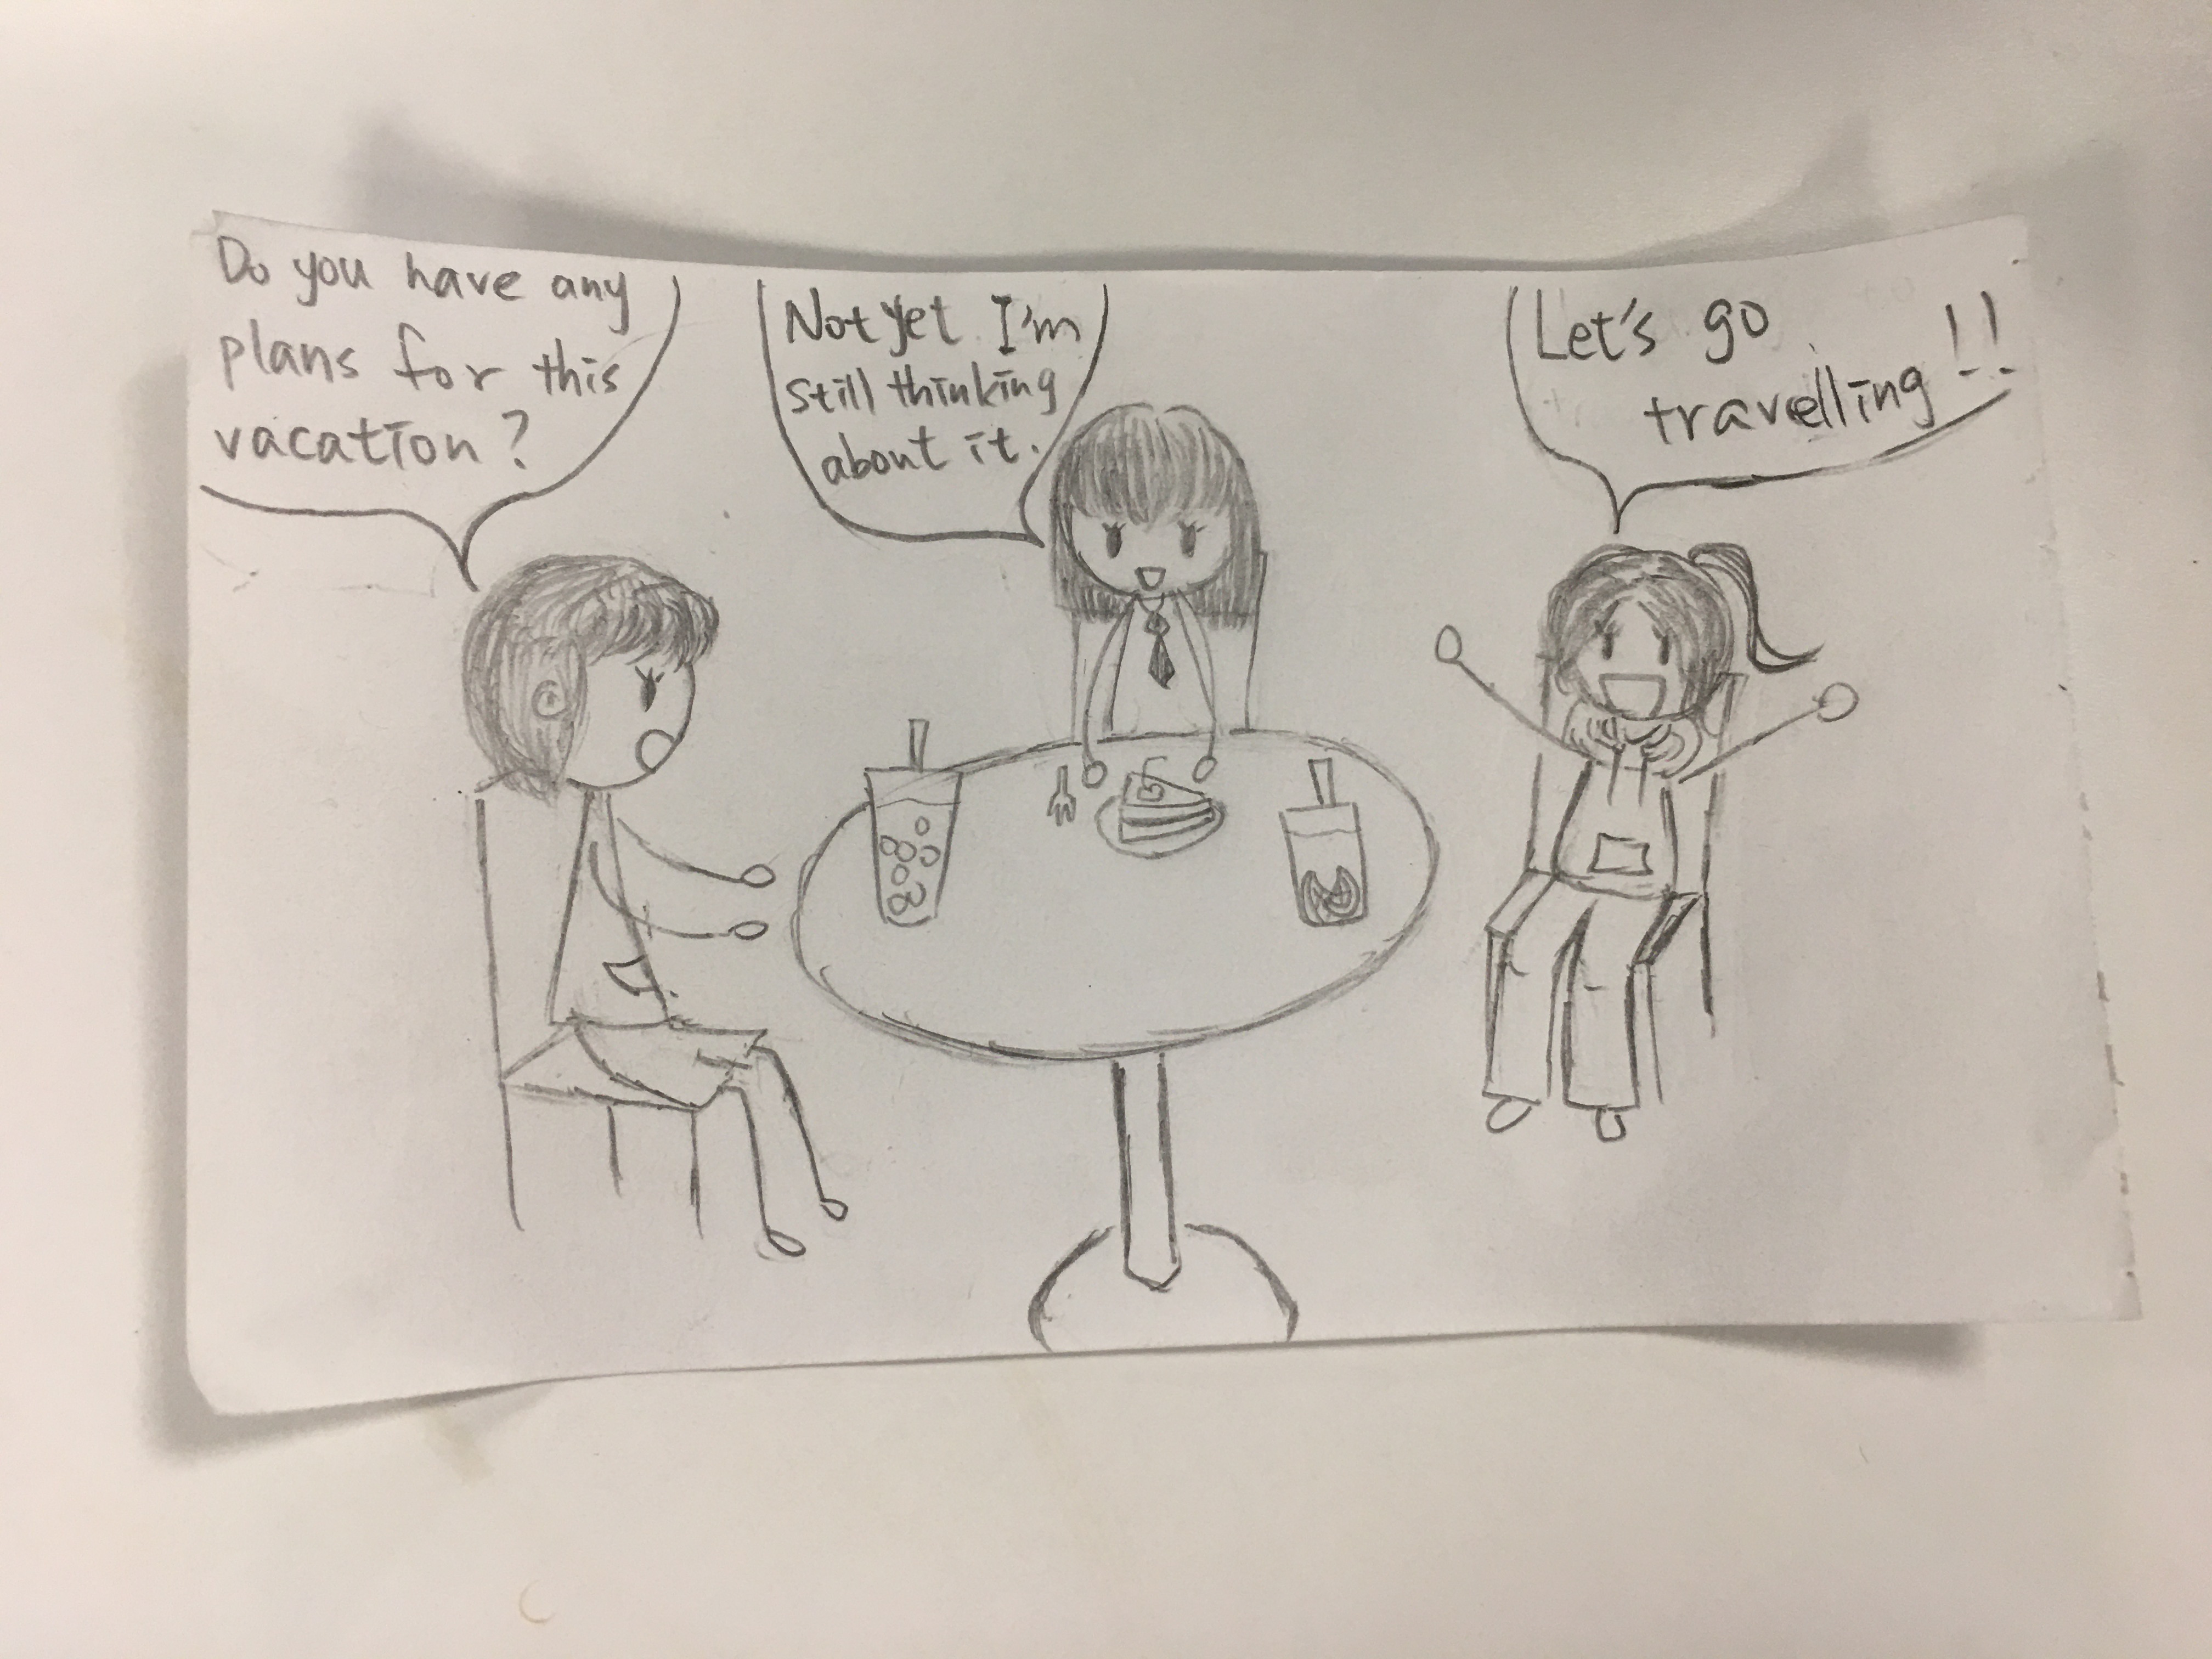 Do you have any
plans for this
vacation?
Not yet I'm
still thinking
about it.
Let's go
travelling!!